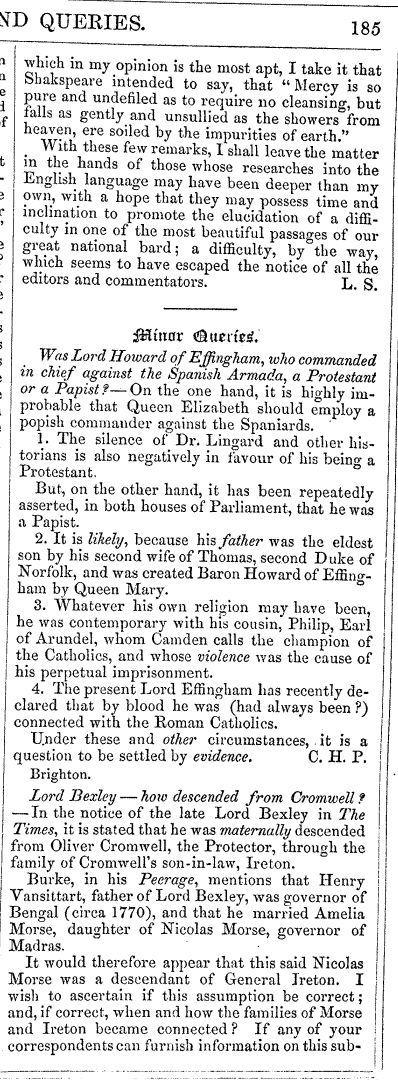 ND QUERIES. 185
which in my opinion is the most apt, I take it that
Shakspeare intended to say, that "Mercy is so
pure and undefiled as to require no cleansing, but
falls as gently and unsullied as the showers from
heaven, ere soiled by the impurities of earth."
With these few remarks, I shall leave the matter
in the hands of those whose researches into the
English language may have been deeper than my
own, with a hope that they may possess time and
inclination to promote the elucidation of a diffi-
culty in one of the most beautiful passages of our
great national bard; a difficulty, by the way,
which seems to have escaped the notice of all the
editors and commentators. L. S.
Minor Queries.
Was Lord Howard of Effingham, who commanded
in chief against the Spanish Armada, a Protestant
or a Papist?—On the one hand, it is highly im-
probable that Queen Elizabeth should employ a
popish commander against the Spaniards.
1. The silence of Dr. Lingard and other his-
torians is also negatively in favour of his being a
Protestant.
But, on the other hand, it has been repeatedly
asserted, in both houses of Parliament, that he was
a Papist.
2. It is likely, because his father was the eldest
son by his second wife of Thomas, second Duke of
Norfolk, and was created Baron Howard of Effing-
ham by Queen Mary.
3. Whatever his own religion may have been,
he was contemporary with his cousin, Philip, Earl
of Arundel, whom Camden calls the champion of
the Catholics, and whose violence was the cause of
his perpetual imprisonment.
4. The present Lord Effingham has recently de-
clared that by blood he was (had always been?)
connected with the Roman Catholics.
Under these and other circumstances, it is a
question to be settled by evidence. C. H. P.
Brighton.
Lord Bexley — how descended from Cromwell?
— In the notice of the late Lord Bexley in The
Times, it is stated that he was maternally descended
from Oliver Cromwell, the Protector, through the
family of Cromwell's son-in-law, Ireton.
Burke, in his Peerage, mentions that Henry
Vansittart, father of Lord Bexley, was governor of
Bengal (circa 1770), and that he married Amelia
Morse, daughter of Nicolas Morse, governor of
Madras.
It would therefore appear that this said Nicolas
Morse was a descendant of General Ireton. I
wish to ascertain if this assumption be correct;
and, if correct, when and how the families of Morse
and Ireton became connected? If any of your
correspondents can furnish information on this sub-